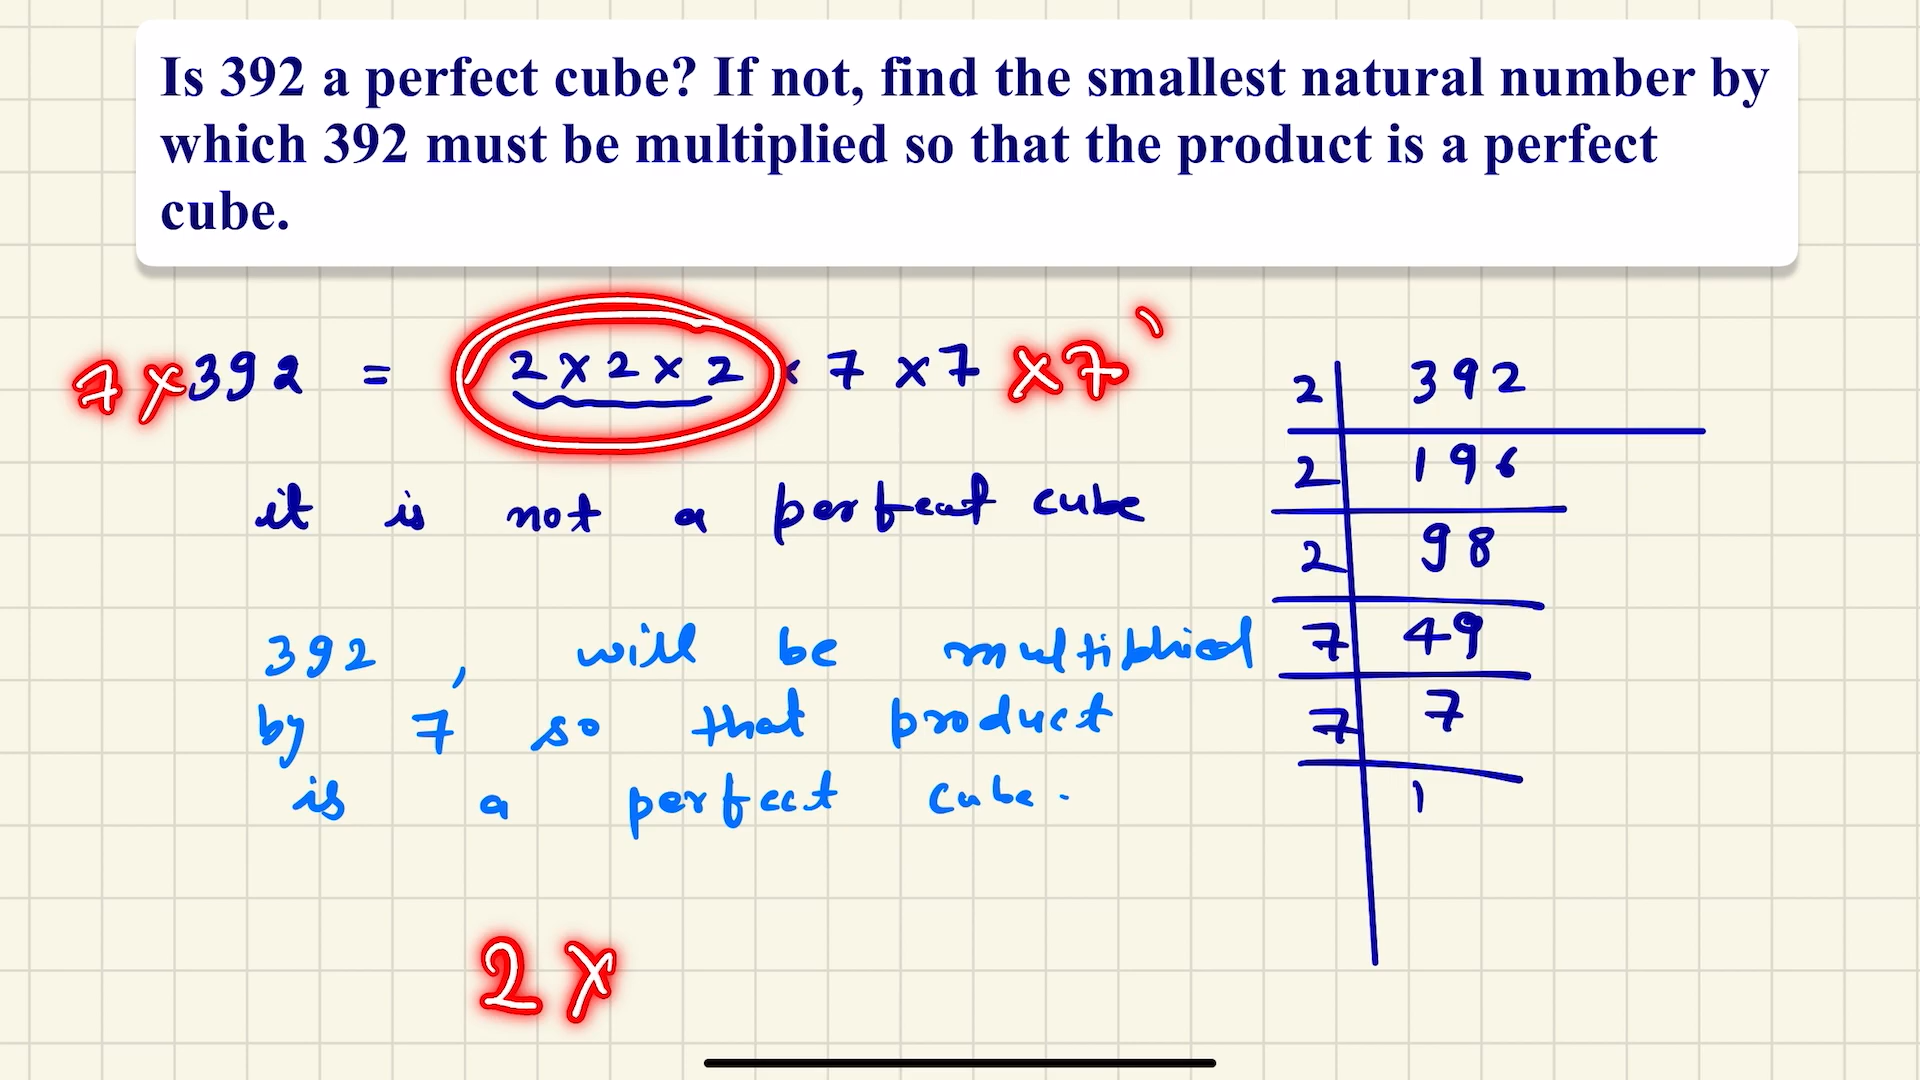 Is 392 a perfect cube? If not, find the smallest natural number by
which 392 must be multiplied so that the product is a perfect
cube.
7 × 392 = 2 × 2 × 2 × 7 × 7 × 7
it is not a perfect cube
392, will be multiplied
by 7 so that product
is a perfect cube.
2 ×
2 392
2 196
2 98
7 49
7 7
1